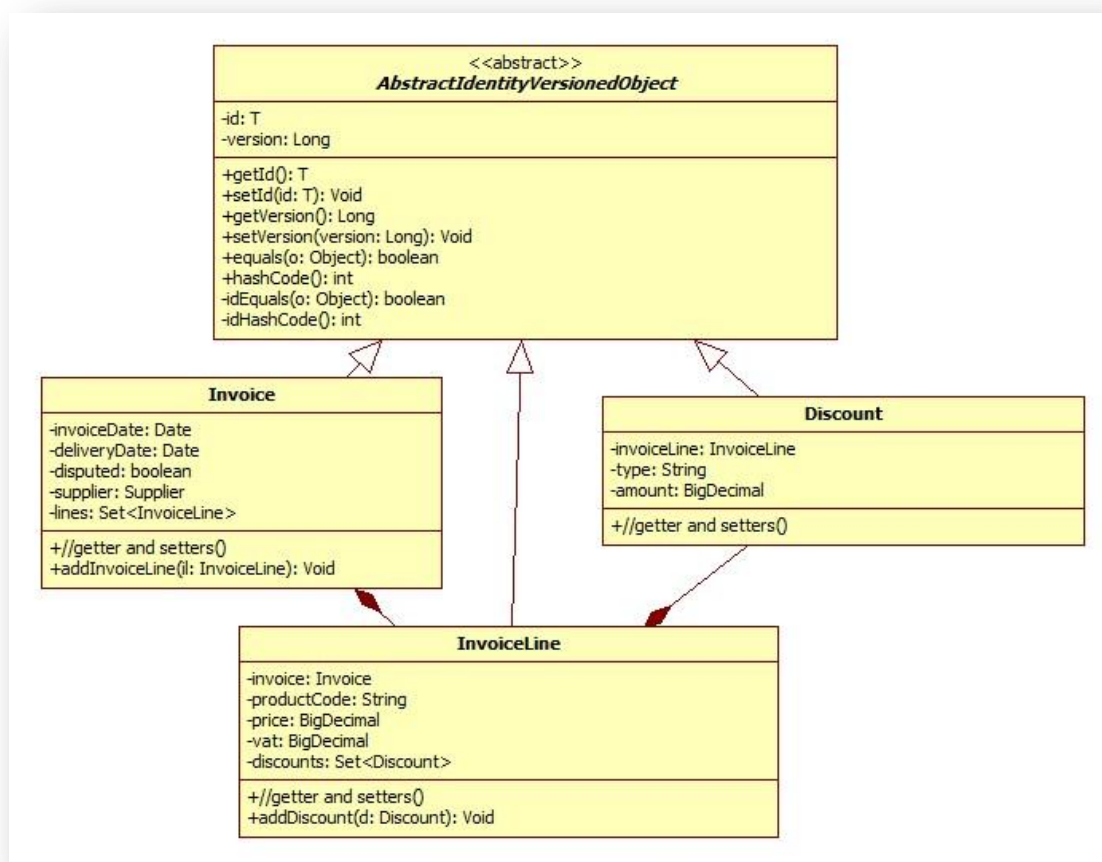 <<abstract>>
AbstractIdentityVersionedObject
-id: T
-version: Long
+getId(): T
+setId(id: T): Void
+getVersion(): Long
+setVersion(version: Long): Void
+equals(o: Object): boolean
+hashCode(): int
-idEquals(o: Object): boolean
-idHashCode(): int
Invoice
-invoiceDate: Date
-deliveryDate: Date
-disputed: boolean
-supplier: Supplier
-lines: Set<InvoiceLine>
+//getter and setters()
+addInvoiceLine(il: InvoiceLine): Void
Discount
-invoiceLine: InvoiceLine
-type: String
-amount: BigDecimal
+//getter and setters()
InvoiceLine
-invoice: Invoice
-productCode: String
-price: BigDecimal
-vat: BigDecimal
-discounts: Set<Discount>
+//getter and setters()
+addDiscount(d: Discount): Void